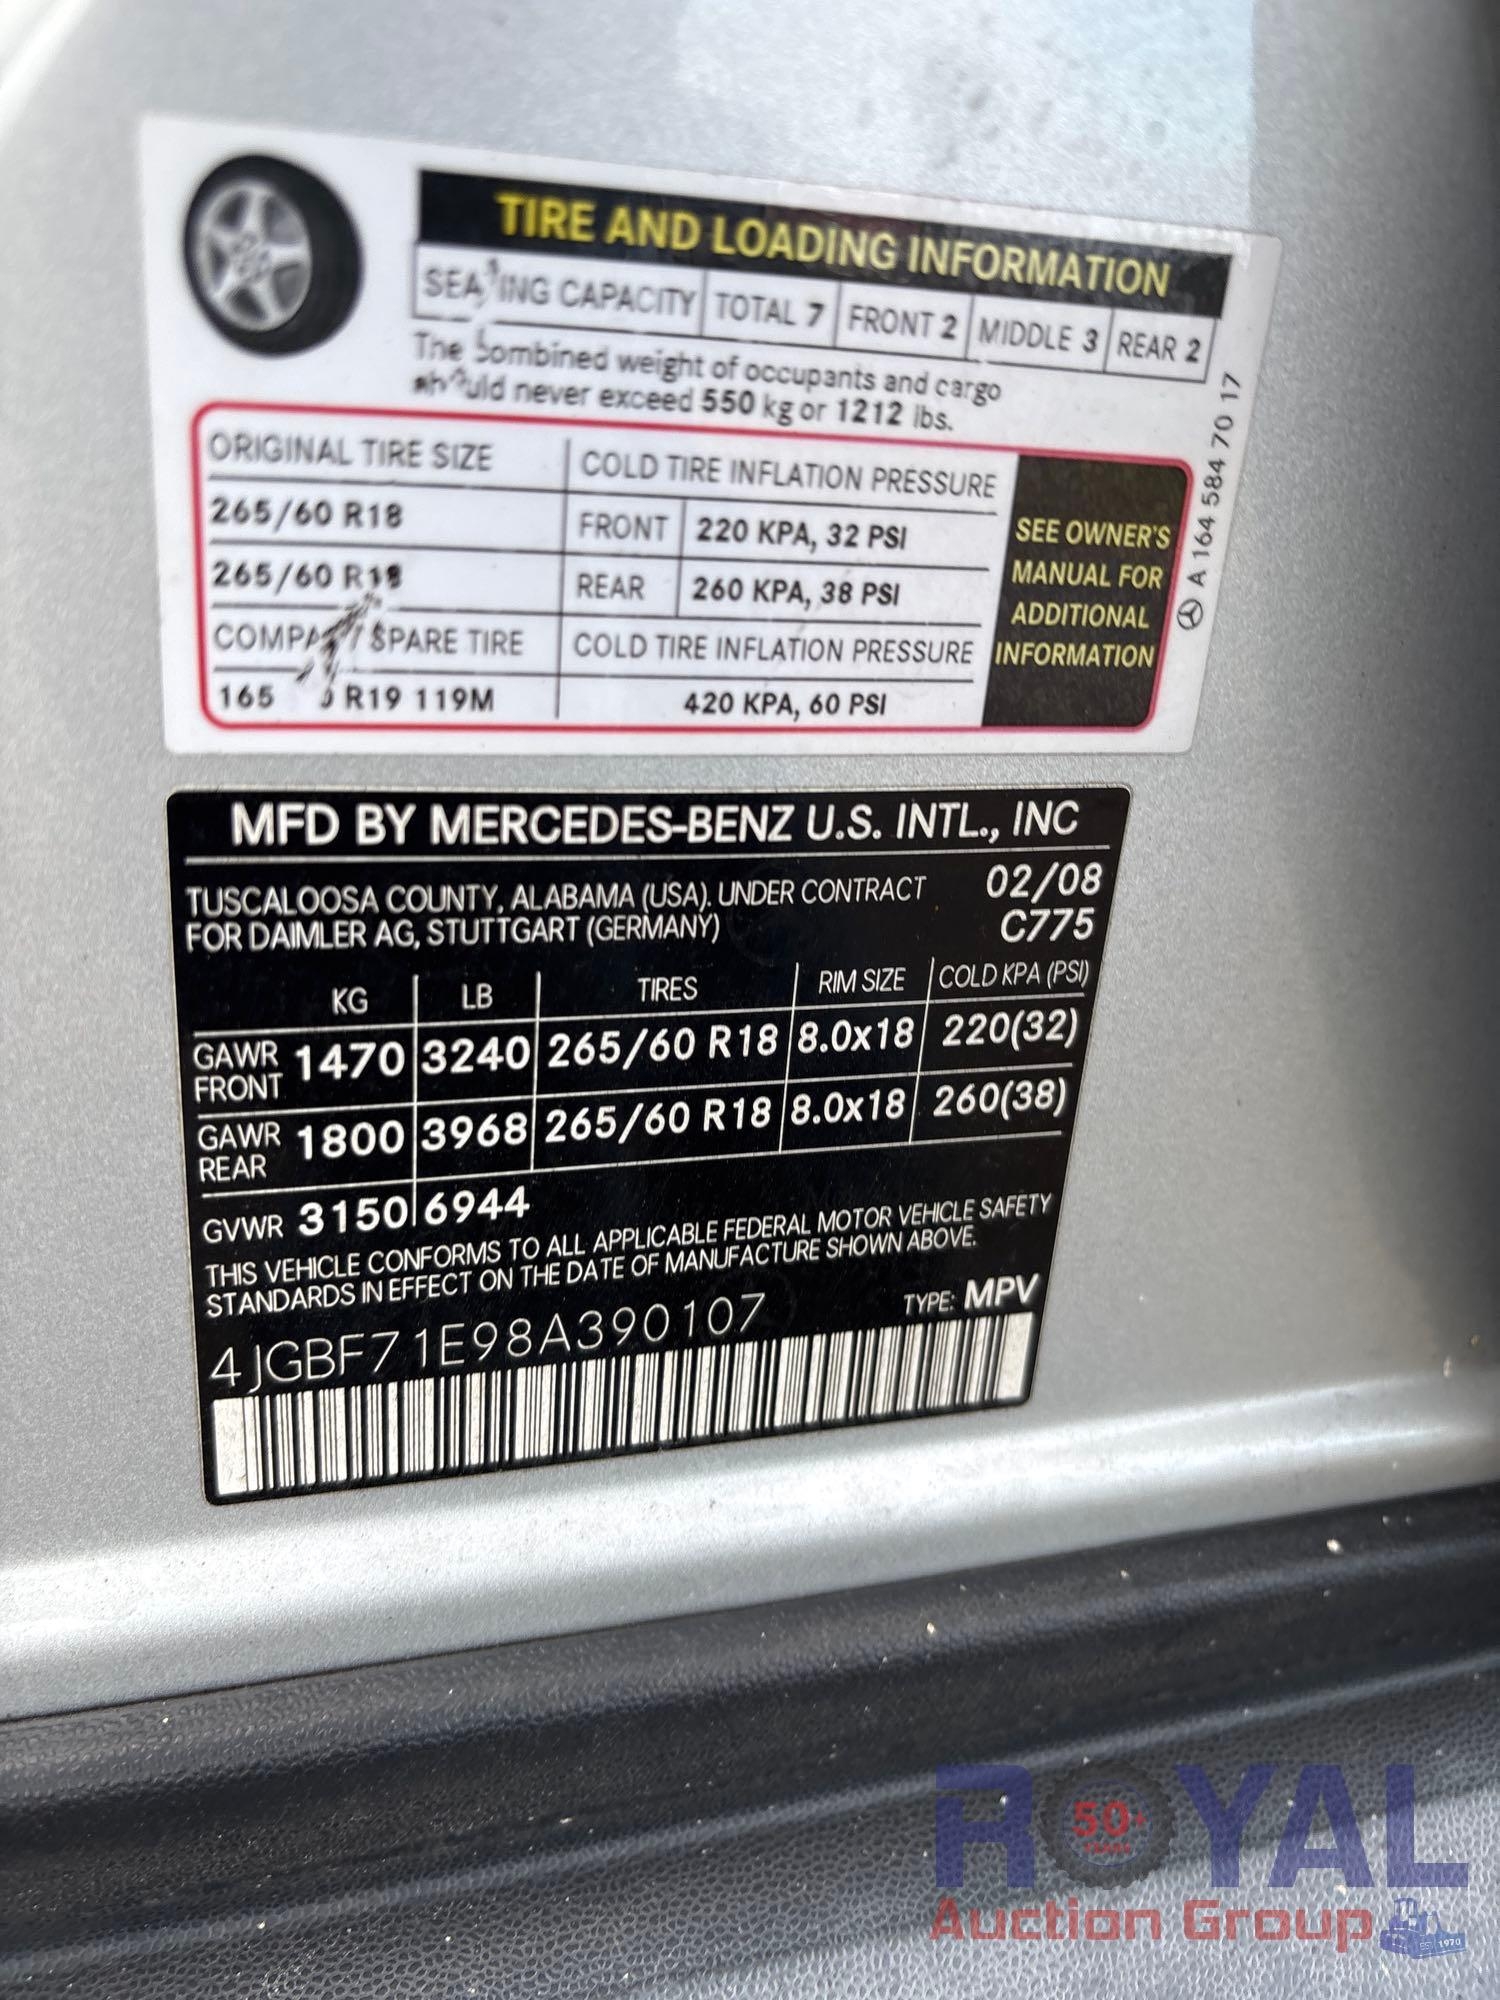 TIRE AND LOADING INFORMATION
SEATING CAPACITY TOTAL 7 FRONT 2 MIDDLE 3 REAR 2
The combined weight of occupants and cargo
should never exceed 550 kg or 1212 lbs.
ORIGINAL TIRE SIZE COLD TIRE INFLATION PRESSURE
265/60 R18 FRONT 220 KPA, 32 PSI
265/60 R18 REAR 260 KPA, 38 PSI
COMPACT SPARE TIRE COLD TIRE INFLATION PRESSURE
165 R19 119M 420 KPA, 60 PSI
SEE OWNER'S
MANUAL FOR
ADDITIONAL
INFORMATION
A 164 584 70 17
MFD BY MERCEDES-BENZ U.S. INTL., INC
TUSCALOOSA COUNTY, ALABAMA (USA). UNDER CONTRACT 02/08
FOR DAIMLER AG, STUTTGART (GERMANY) C775
KG LB TIRES RIM SIZE COLD KPA (PSI)
GAWR FRONT 1470 3240 265/60 R18 8.0x18 220(32)
GAWR REAR 1800 3968 265/60 R18 8.0x18 260(38)
GVWR 3150 6944
THIS VEHICLE CONFORMS TO ALL APPLICABLE FEDERAL MOTOR VEHICLE SAFETY
STANDARDS IN EFFECT ON THE DATE OF MANUFACTURE SHOWN ABOVE.
4JGBF71E98A390107 TYPE: MPV
ROYAL
50+
YEARS
Auction Group
EST. 1970